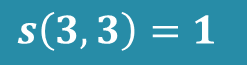 s(3, 3) = 1